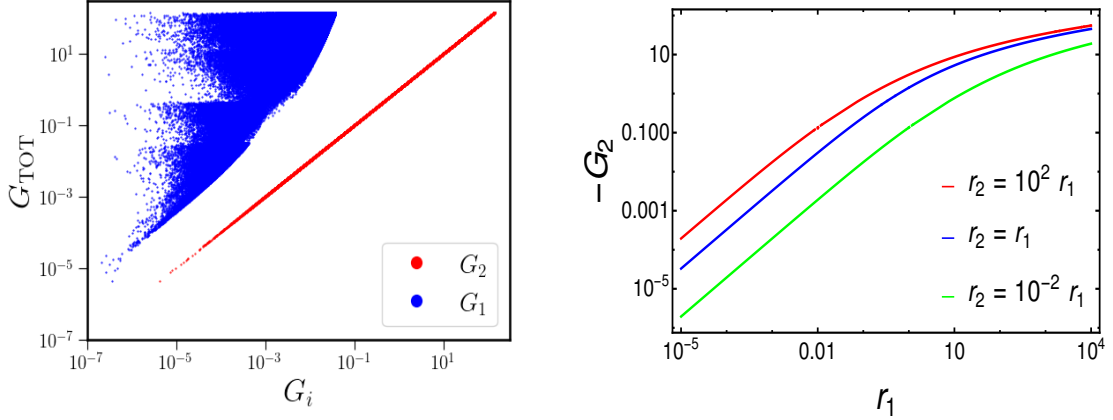 G_TOT
10^1
10^-1
10^-3
10^-5
10^-7
10^-7
10^-5
10^-3
10^-1
10^1
G_i
G_2
G_1
-G_2
10
0.100
0.001
10^-5
10^-5
0.01
10
10^4
r_1
r_2 = 10^2 r_1
r_2 = r_1
r_2 = 10^-2 r_1